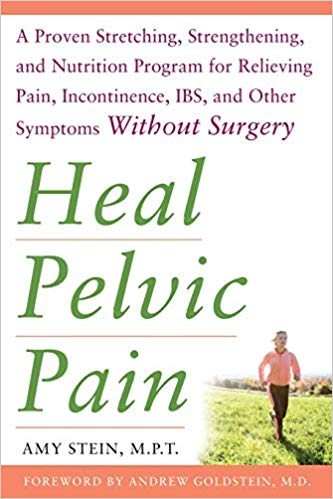 A Proven Stretching, Strengthening,
and Nutrition Program for Relieving
Pain, Incontinence, IBS, and Other
Symptoms Without Surgery
Heal
Pelvic
Pain
AMY STEIN, M.P.T.
FOREWORD BY ANDREW GOLDSTEIN, M.D.